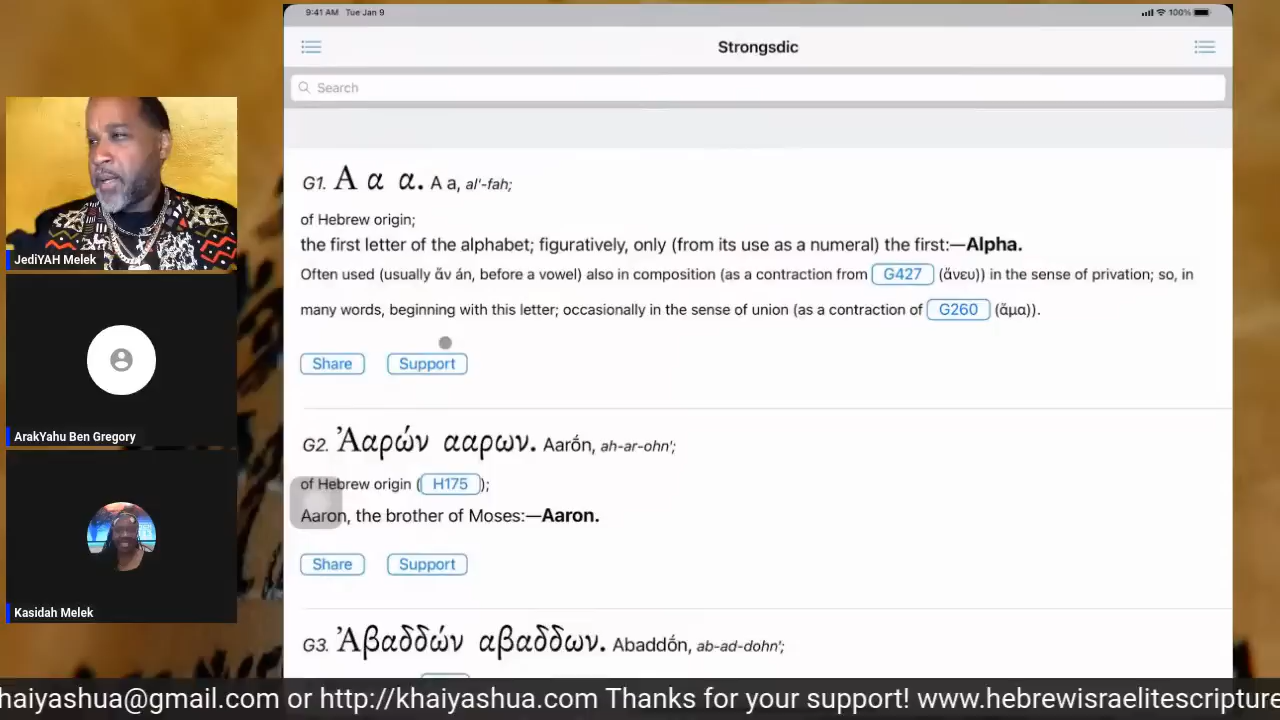 9:41 AM Tue Jan 9
100%
Strongsdic
Search
G1. Α α α. A a, al'-fah;
of Hebrew origin;
the first letter of the alphabet; figuratively, only (from its use as a numeral) the first:—Alpha.
Often used (usually ἄν án, before a vowel) also in composition (as a contraction from G427 (ἄνευ)) in the sense of privation; so, in
many words, beginning with this letter; occasionally in the sense of union (as a contraction of G260 (ἅμα)).
Share Support
G2. Ἀαρών ααρων. Aarṓn, ah-ar-ohn';
of Hebrew origin (H175);
Aaron, the brother of Moses:—Aaron.
Share Support
G3. Ἀβαδδών αβαδδων. Abaddṓn, ab-ad-dohn';
JediYAH Melek
ArakYahu Ben Gregory
Kasidah Melek
haiyashua@gmail.com or http://khaiyashua.com Thanks for your support! www.hebrewisraelitescripture